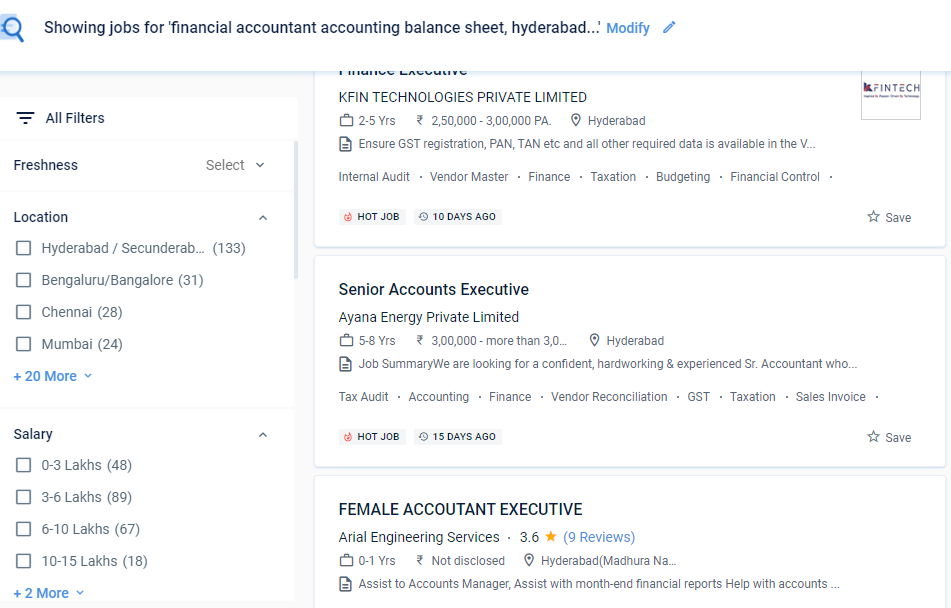 Showing jobs for 'financial accountant accounting balance sheet, hyderabad...' Modify
All Filters
Freshness Select
Location
Hyderabad / Secunderab... (133)
Bengaluru/Bangalore (31)
Chennai (28)
Mumbai (24)
+ 20 More
Salary
0-3 Lakhs (48)
3-6 Lakhs (89)
6-10 Lakhs (67)
10-15 Lakhs (18)
+ 2 More
Finance Executive
KFIN TECHNOLOGIES PRIVATE LIMITED
KFINTECH
2-5 Yrs ₹ 2,50,000 - 3,00,000 PA. Hyderabad
Ensure GST registration, PAN, TAN etc and all other required data is available in the V...
Internal Audit · Vendor Master · Finance · Taxation · Budgeting · Financial Control ·
HOT JOB 10 DAYS AGO Save
Senior Accounts Executive
Ayana Energy Private Limited
5-8 Yrs ₹ 3,00,000 - more than 3,0... Hyderabad
Job SummaryWe are looking for a confident, hardworking & experienced Sr. Accountant who...
Tax Audit · Accounting · Finance · Vendor Reconciliation · GST · Taxation · Sales Invoice ·
HOT JOB 15 DAYS AGO Save
FEMALE ACCOUTANT EXECUTIVE
Arial Engineering Services · 3.6 ★ (9 Reviews)
0-1 Yrs ₹ Not disclosed Hyderabad(Madhura Na...
Assist to Accounts Manager, Assist with month-end financial reports Help with accounts ...